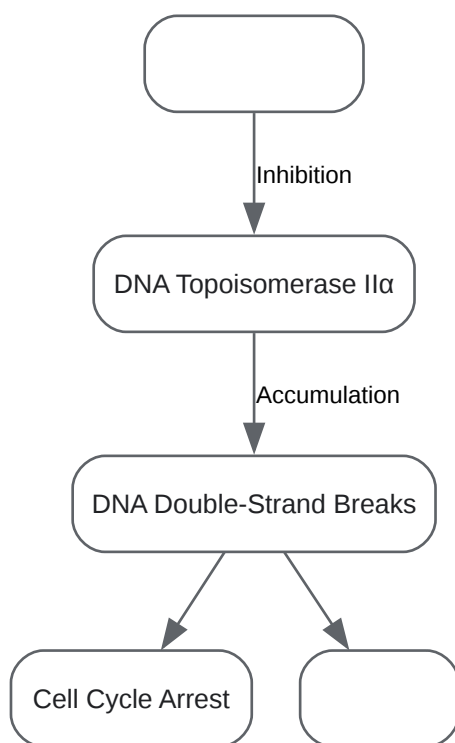 Inhibition
DNA Topoisomerase IIα
Accumulation
DNA Double-Strand Breaks
Cell Cycle Arrest